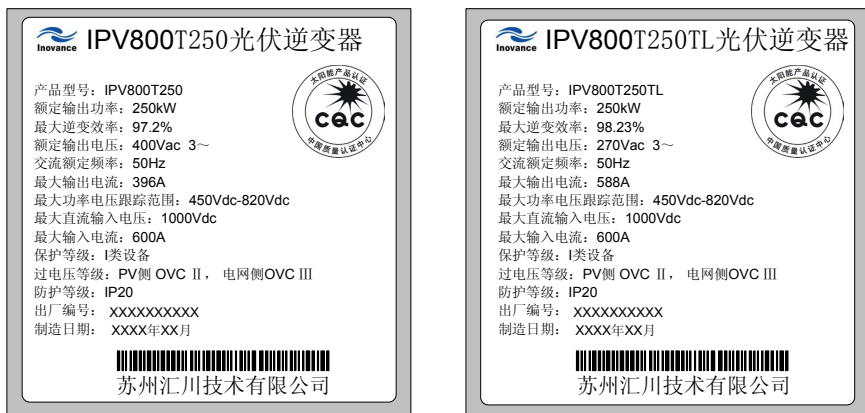 Inovance IPV800T250光伏逆变器
太阳能产品认证
CQC
中国质量认证中心
产品型号：IPV800T250
额定输出功率：250kW
最大逆变效率：97.2%
额定输出电压：400Vac 3～
交流额定频率：50Hz
最大输出电流：396A
最大功率电压跟踪范围：450Vdc-820Vdc
最大直流输入电压：1000Vdc
最大输入电流：600A
保护等级：I类设备
过电压等级：PV侧 OVC Ⅱ， 电网侧OVC Ⅲ
防护等级：IP20
出厂编号： XXXXXXXXXX
制造日期： XXXX年XX月
苏州汇川技术有限公司
Inovance IPV800T250TL光伏逆变器
太阳能产品认证
CQC
中国质量认证中心
产品型号：IPV800T250TL
额定输出功率：250kW
最大逆变效率：98.23%
额定输出电压：270Vac 3～
交流额定频率：50Hz
最大输出电流：588A
最大功率电压跟踪范围：450Vdc-820Vdc
最大直流输入电压：1000Vdc
最大输入电流：600A
保护等级：I类设备
过电压等级：PV侧 OVC Ⅱ， 电网侧OVC Ⅲ
防护等级：IP20
出厂编号： XXXXXXXXXX
制造日期： XXXX年XX月
苏州汇川技术有限公司